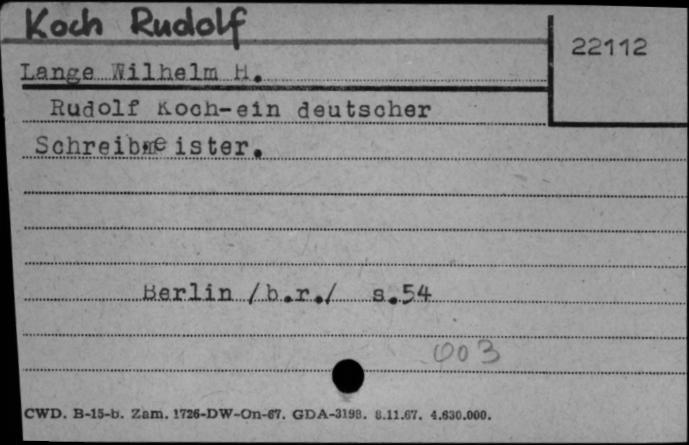 Koch Rudolf
22112
Lange Wilhelm H.
Rudolf Koch-ein deutscher
Schreibmeister.
Berlin /b.r./ s.54
003
CWD. B-15-b. Zam. 1726-DW-On-67. GDA-3198. 8.11.67. 4.630.000.